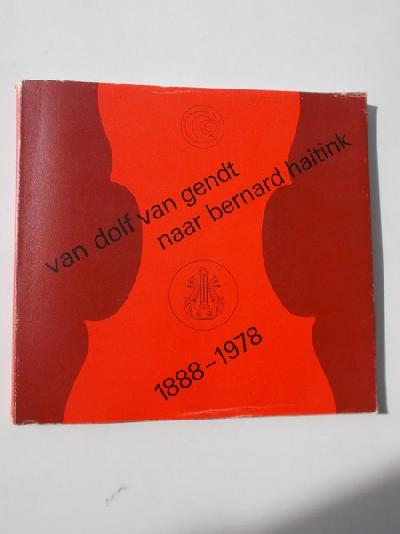 van dolf van gendt
naar bernard haitink
1888-1978